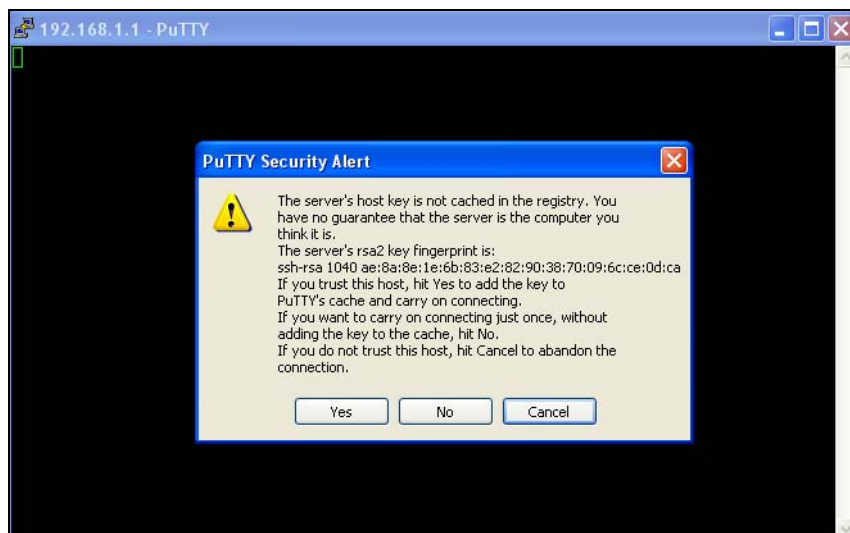 192.168.1.1 - PuTTY
PuTTY Security Alert
The server's host key is not cached in the registry. You
have no guarantee that the server is the computer you
think it is.
The server's rsa2 key fingerprint is:
ssh-rsa 1040 ae:8a:8e:1e:6b:83:e2:82:90:38:70:09:6c:ce:0d:ca
If you trust this host, hit Yes to add the key to
PuTTY's cache and carry on connecting.
If you want to carry on connecting just once, without
adding the key to the cache, hit No.
If you do not trust this host, hit Cancel to abandon the
connection.
Yes No Cancel